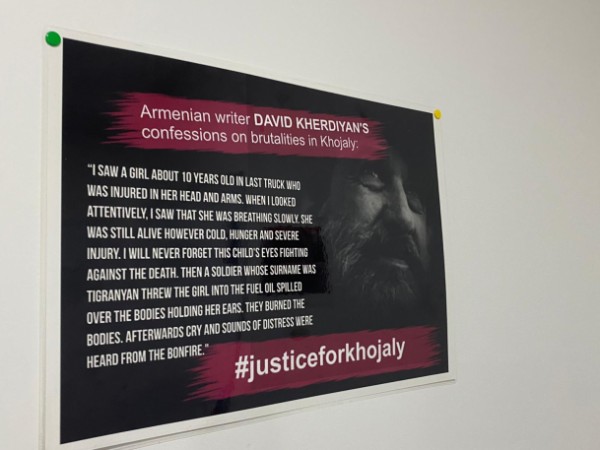 Armenian writer DAVID KHERDIYAN'S
confessions on brutalities in Khojaly:
“I SAW A GIRL ABOUT 10 YEARS OLD IN LAST TRUCK WHO
WAS INJURED IN HER HEAD AND ARMS. WHEN I LOOKED
ATTENTIVELY, I SAW THAT SHE WAS BREATHING SLOWLY. SHE
WAS STILL ALIVE HOWEVER COLD, HUNGER AND SEVERE
INJURY. I WILL NEVER FORGET THIS CHILD'S EYES FIGHTING
AGAINST THE DEATH. THEN A SOLDIER WHOSE SURNAME WAS
TIGRANYAN THREW THE GIRL INTO THE FUEL OIL SPILLED
OVER THE BODIES HOLDING HER EARS. THEY BURNED THE
BODIES. AFTERWARDS CRY AND SOUNDS OF DISTRESS WERE
HEARD FROM THE BONFIRE.”
#justiceforkhojaly